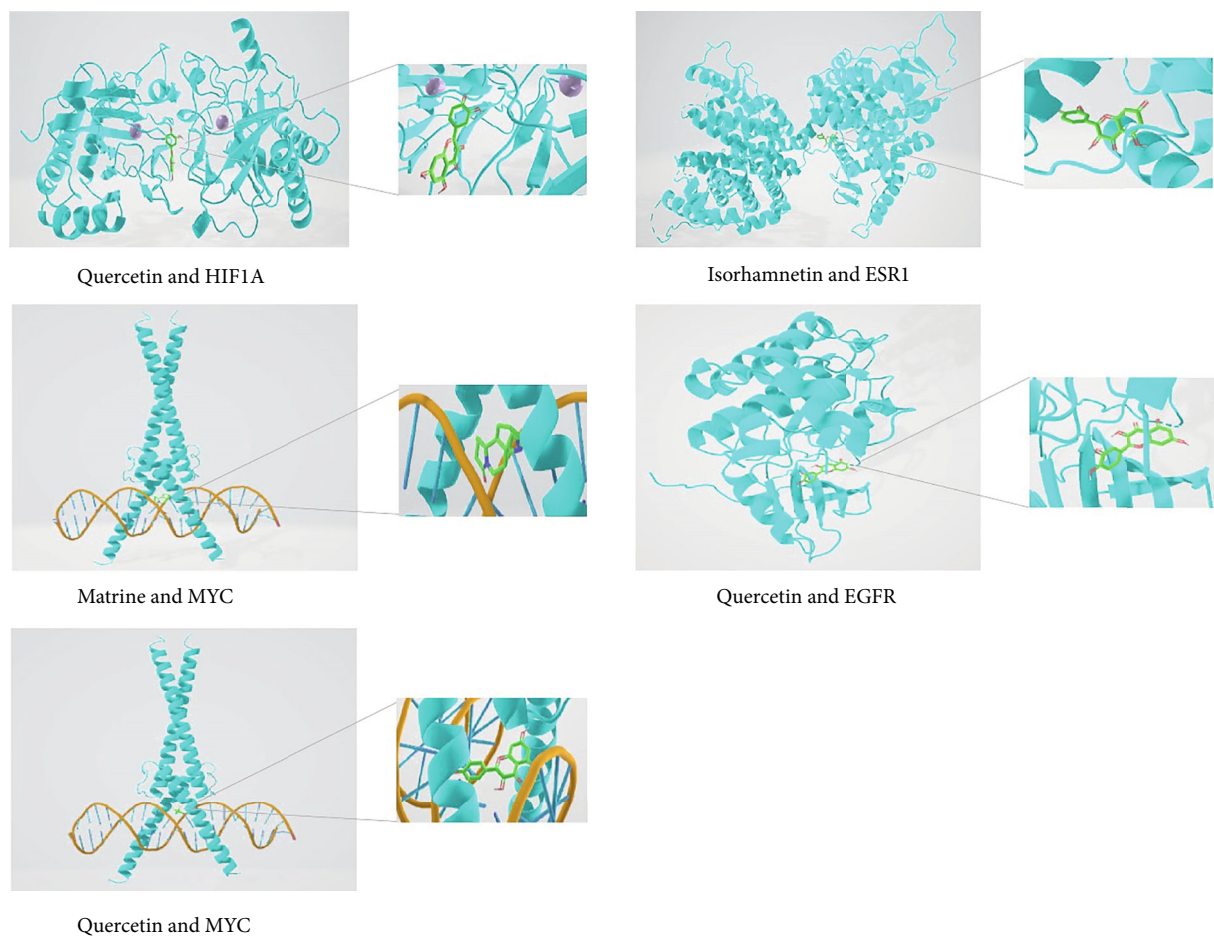 Quercetin and HIF1A
Isorhamnetin and ESR1
Matrine and MYC
Quercetin and EGFR
Quercetin and MYC